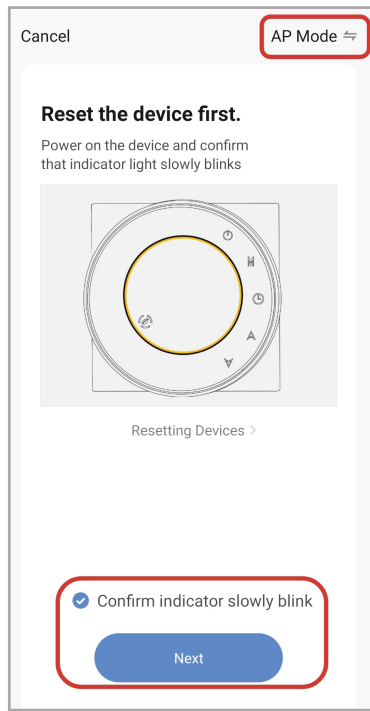 Cancel
AP Mode
Reset the device first.
Power on the device and confirm
that indicator light slowly blinks
M
Resetting Devices >
Confirm indicator slowly blink
Next